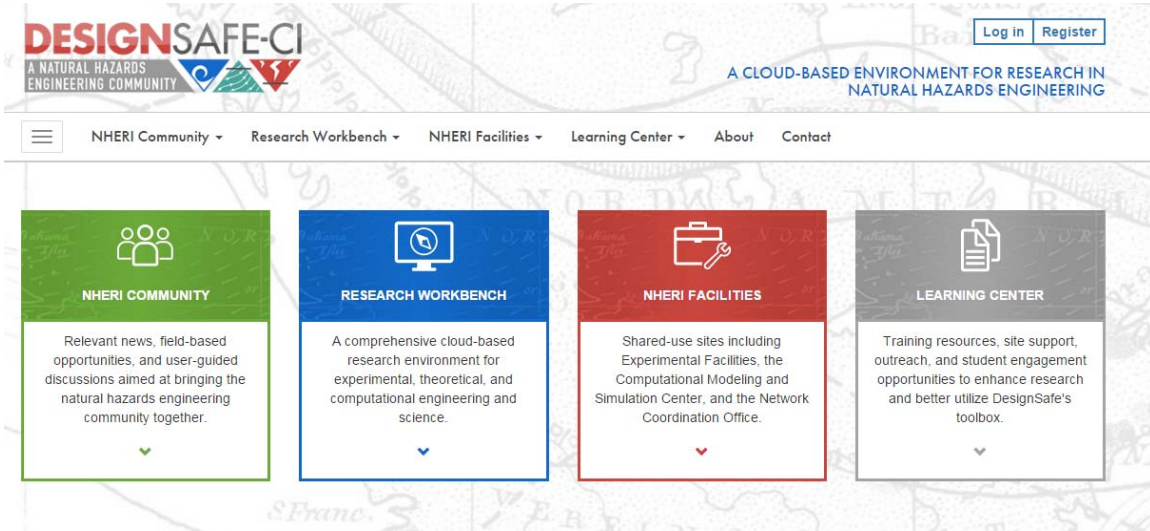 DESIGNSAFE-CI
A NATURAL HAZARDS
ENGINEERING COMMUNITY
Log in
Register
A CLOUD-BASED ENVIRONMENT FOR RESEARCH IN
NATURAL HAZARDS ENGINEERING
NHERI Community
Research Workbench
NHERI Facilities
Learning Center
About
Contact
NHERI COMMUNITY
Relevant news, field-based
opportunities, and user-guided
discussions aimed at bringing the
natural hazards engineering
community together.
RESEARCH WORKBENCH
A comprehensive cloud-based
research environment for
experimental, theoretical, and
computational engineering and
science.
NHERI FACILITIES
Shared-use sites including
Experimental Facilities, the
Computational Modeling and
Simulation Center, and the Network
Coordination Office.
LEARNING CENTER
Training resources, site support,
outreach, and student engagement
opportunities to enhance research
and better utilize DesignSafe's
toolbox.